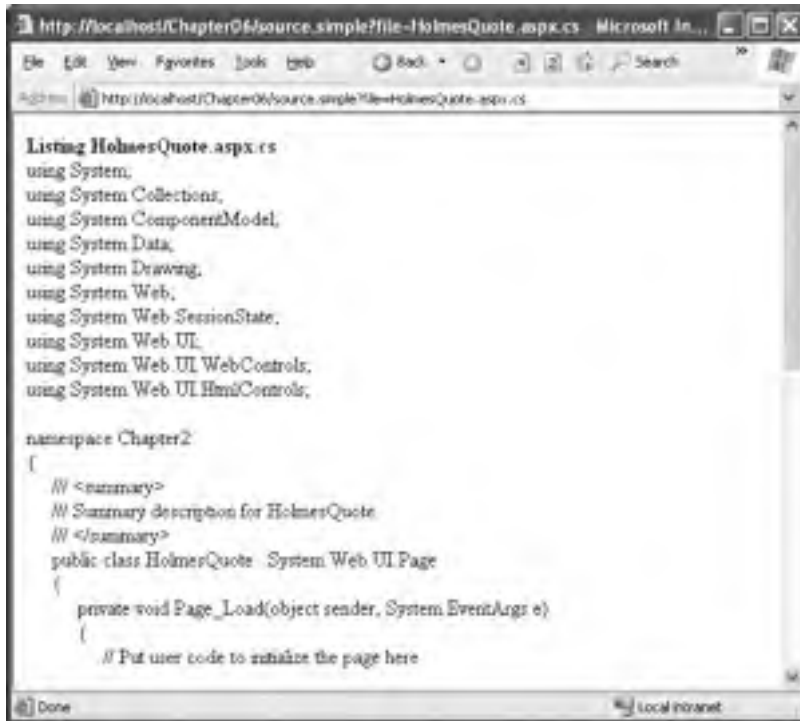 http://localhost/Chapter06/source.simple?file=HolmesQuote.aspx.cs Microsoft In...
File Edit View Favorites Tools Help Back Search »
Address http://localhost/Chapter06/source.simple?file=HolmesQuote.aspx.cs
Listing HolmesQuote.aspx.cs
using System;
using System.Collections;
using System.ComponentModel;
using System.Data;
using System.Drawing;
using System.Web;
using System.Web.SessionState;
using System.Web.UI;
using System.Web.UI.WebControls;
using System.Web.UI.HtmlControls;
namespace Chapter2
{
/// <summary>
/// Summary description for HolmesQuote.
/// </summary>
public class HolmesQuote : System.Web.UI.Page
{
private void Page_Load(object sender, System.EventArgs e)
{
// Put user code to initialize the page here
Done Local intranet